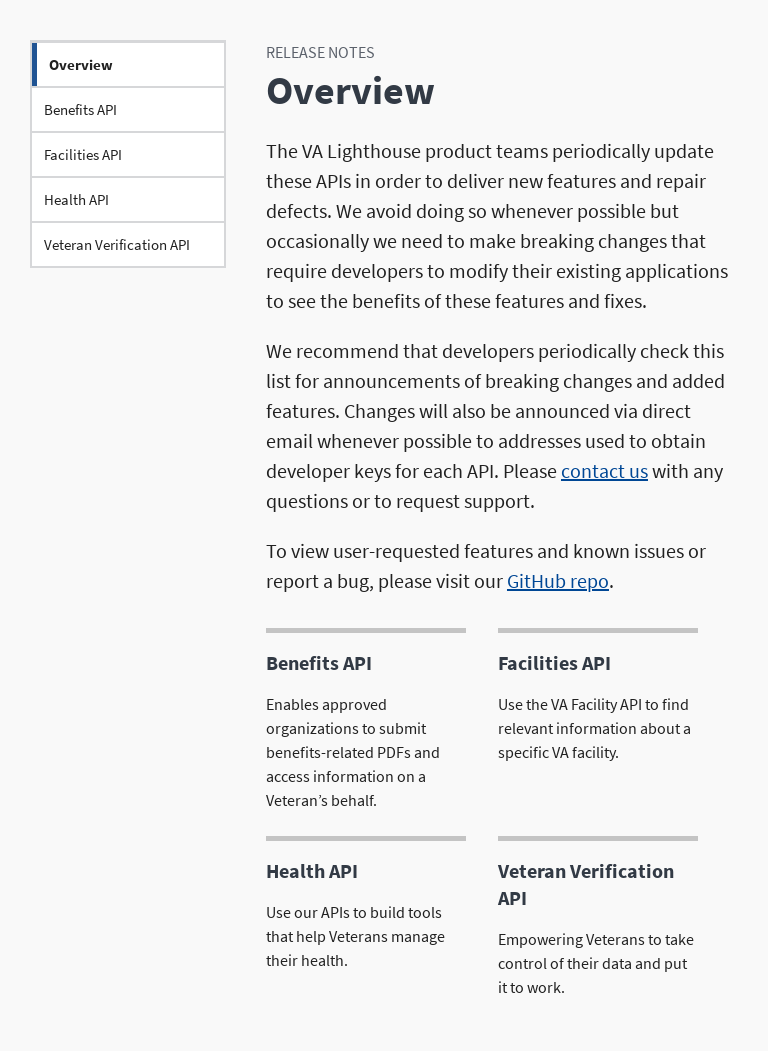 Overview
Benefits API
Facilities API
Health API
Veteran Verification API
RELEASE NOTES
Overview
The VA Lighthouse product teams periodically update
these APIs in order to deliver new features and repair
defects. We avoid doing so whenever possible but
occasionally we need to make breaking changes that
require developers to modify their existing applications
to see the benefits of these features and fixes.
We recommend that developers periodically check this
list for announcements of breaking changes and added
features. Changes will also be announced via direct
email whenever possible to addresses used to obtain
developer keys for each API. Please contact us with any
questions or to request support.
To view user-requested features and known issues or
report a bug, please visit our GitHub repo.
Benefits API
Enables approved
organizations to submit
benefits-related PDFs and
access information on a
Veteran’s behalf.
Facilities API
Use the VA Facility API to find
relevant information about a
specific VA facility.
Health API
Use our APIs to build tools
that help Veterans manage
their health.
Veteran Verification
API
Empowering Veterans to take
control of their data and put
it to work.